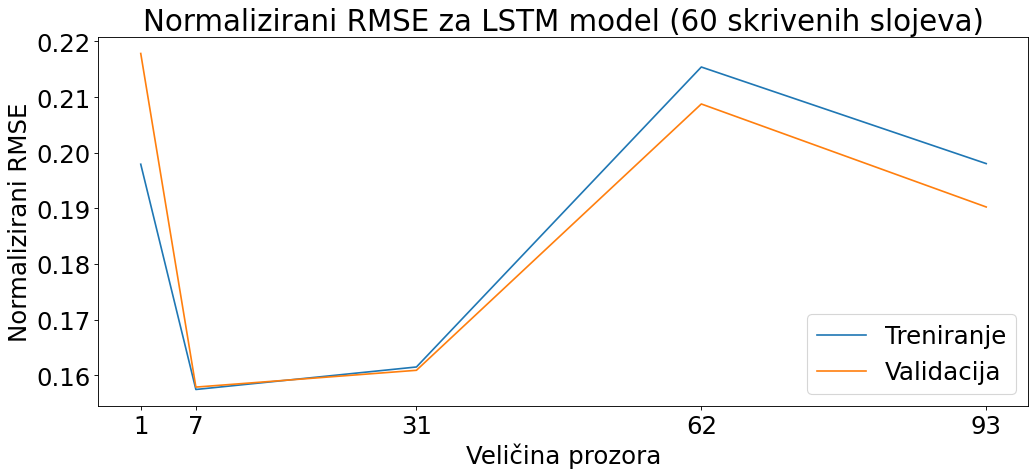 Normalizirani RMSE za LSTM model (60 skrivenih slojeva)
Normalizirani RMSE
0.22
0.21
0.20
0.19
0.18
0.17
0.16
Treniranje
Validacija
1 7 31 62 93
Veličina prozora